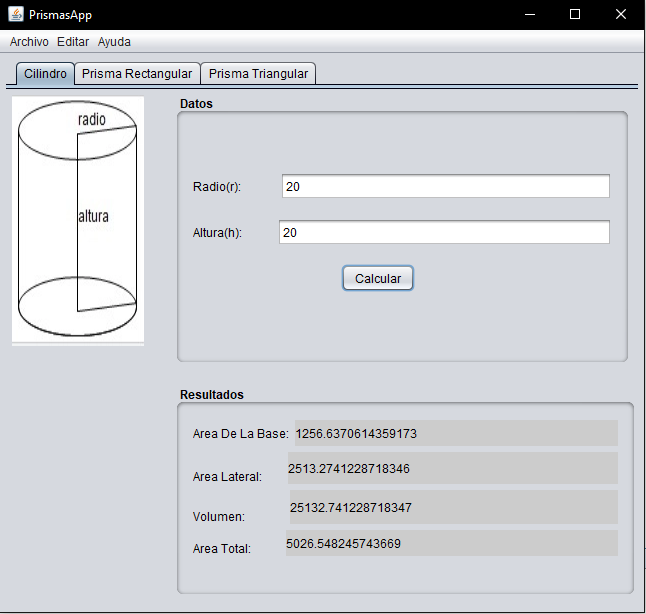 PrismasApp
Archivo Editar Ayuda
Cilindro Prisma Rectangular Prisma Triangular
radio
altura
Datos
Radio(r): 20
Altura(h): 20
Calcular
Resultados
Area De La Base: 1256.6370614359173
Area Lateral: 2513.2741228718346
Volumen: 25132.741228718347
Area Total: 5026.548245743669